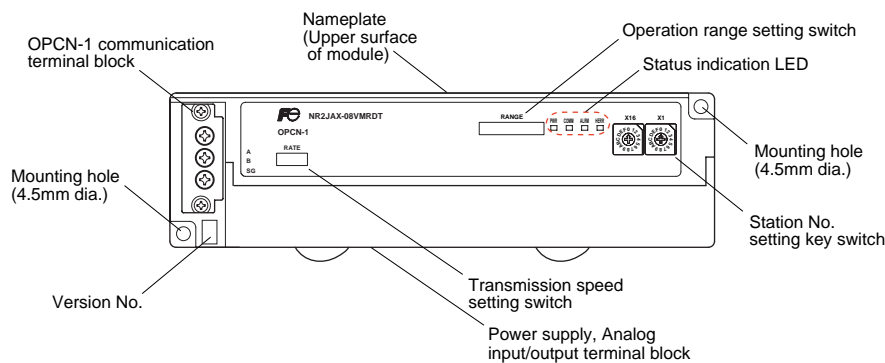 Nameplate
(Upper surface
of module)
Operation range setting switch
OPCN-1 communication
terminal block
Status indication LED
NR2JAX-08VMRDT
OPCN-1
RATE
A
B
SG
RANGE
PWR COMM ALRM HERR
X16 X1
Mounting hole
(4.5mm dia.)
Mounting hole
(4.5mm dia.)
Station No.
setting key switch
Version No.
Transmission speed
setting switch
Power supply, Analog
input/output terminal block